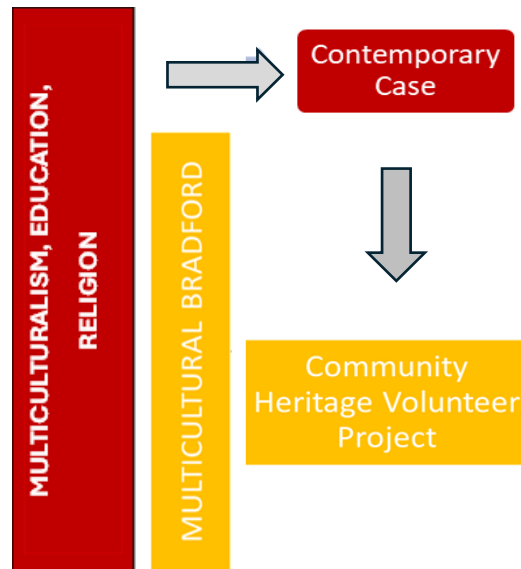 MULTICULTURALISM, EDUCATION,
RELIGION
MULTICULTURAL BRADFORD
Contemporary
Case
Community
Heritage Volunteer
Project